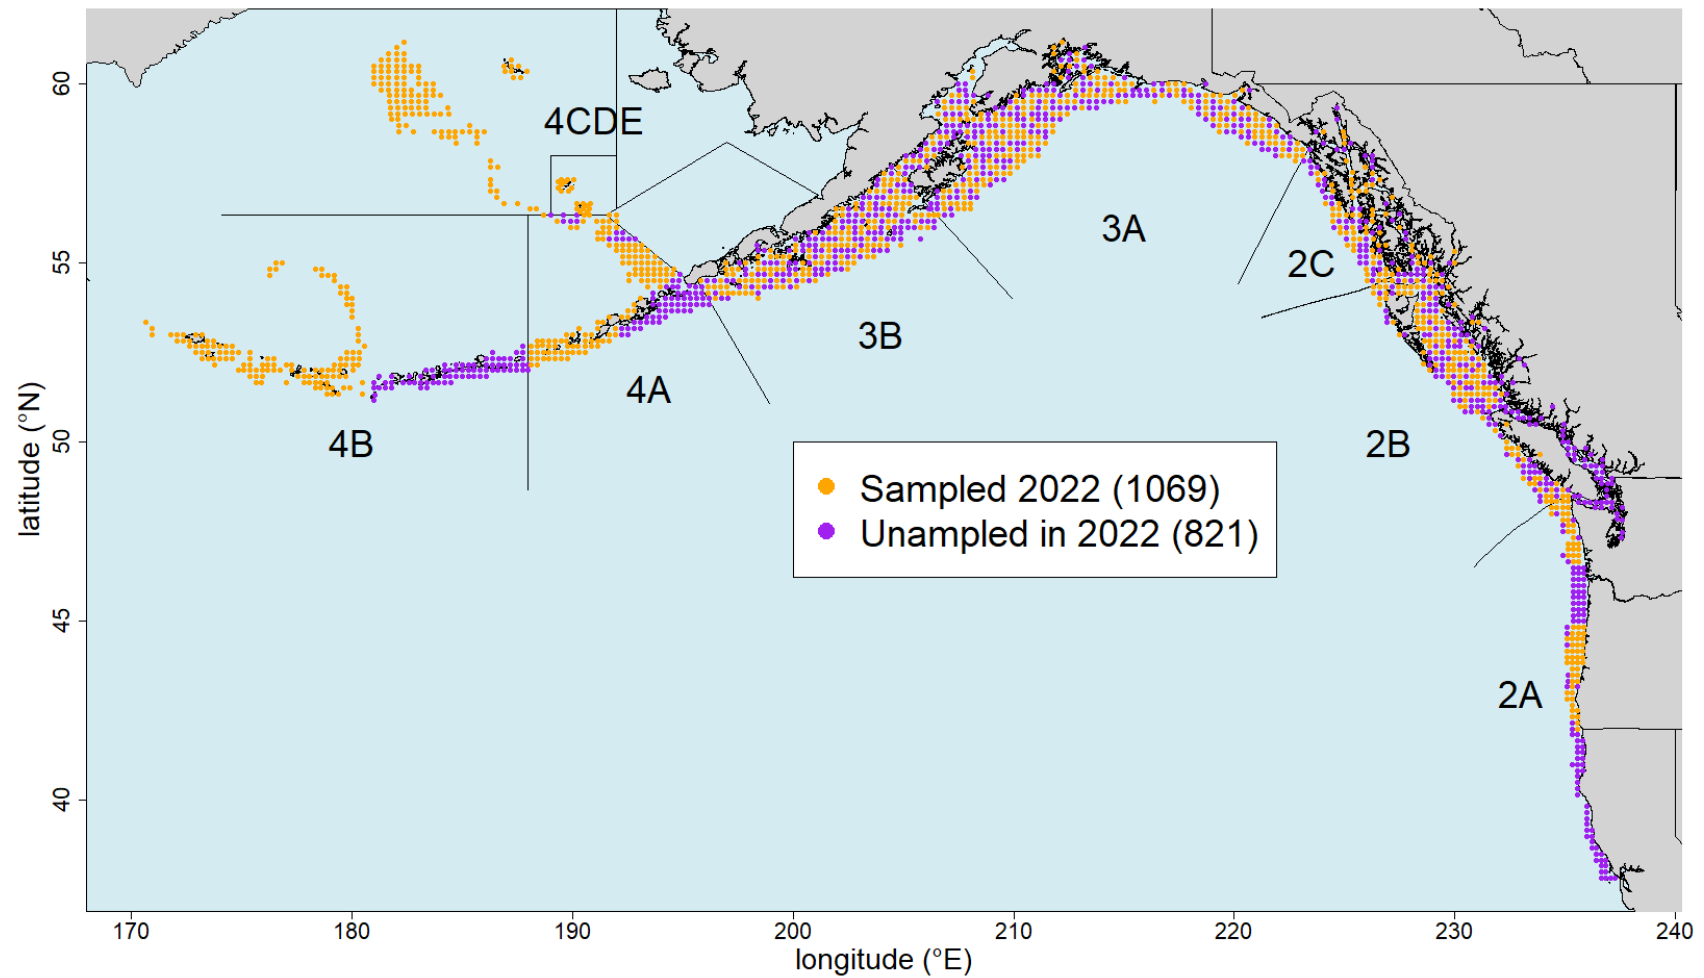 60
55
50
45
40
latitude (°N)
4CDE
3A
2C
3B
4A
4B
2B
Sampled 2022 (1069)
Unampled in 2022 (821)
2A
170
180
190
200
210
220
230
240
longitude (°E)